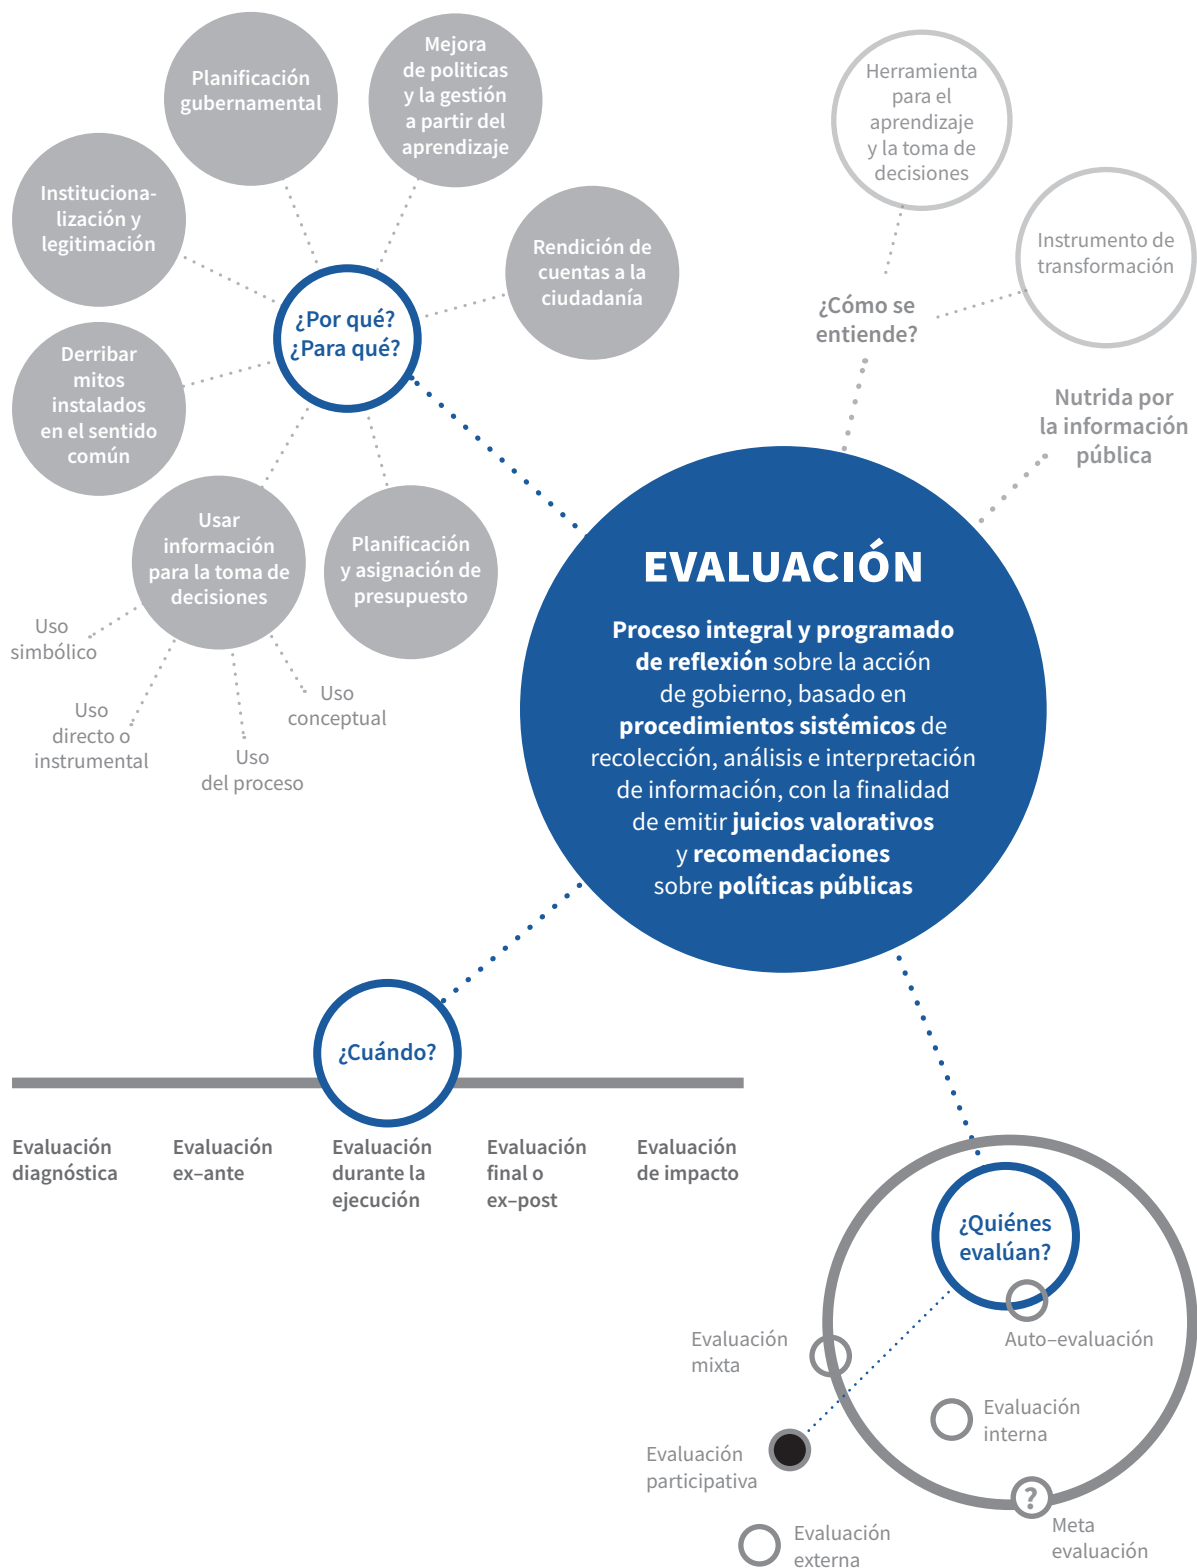 Planificación
gubernamental
Mejora
de politicas
y la gestión
a partir del
aprendizaje
Herramienta
para el
aprendizaje
y la toma de
decisiones
Instituciona-
lización y
legitimación
Rendición de
cuentas a la
ciudadanía
Instrumento de
transformación
¿Por qué?
¿Para qué?
¿Cómo se
entiende?
Derribar
mitos
instalados
en el sentido
común
Nutrida por
la información
pública
Usar
información
para la toma de
decisiones
Planificación
y asignación de
presupuesto
Uso
simbólico
Uso
directo o
instrumental
Uso
del proceso
Uso
conceptual
EVALUACIÓN
Proceso integral y programado
de reflexión sobre la acción
de gobierno, basado en
procedimientos sistémicos de
recolección, análisis e interpretación
de información, con la finalidad
de emitir juicios valorativos
y recomendaciones
sobre políticas públicas
¿Cuándo?
Evaluación
diagnóstica
Evaluación
ex–ante
Evaluación
durante la
ejecución
Evaluación
final o
ex–post
Evaluación
de impacto
¿Quiénes
evalúan?
Auto–evaluación
Evaluación
mixta
Evaluación
interna
Evaluación
participativa
?
Meta
evaluación
Evaluación
externa